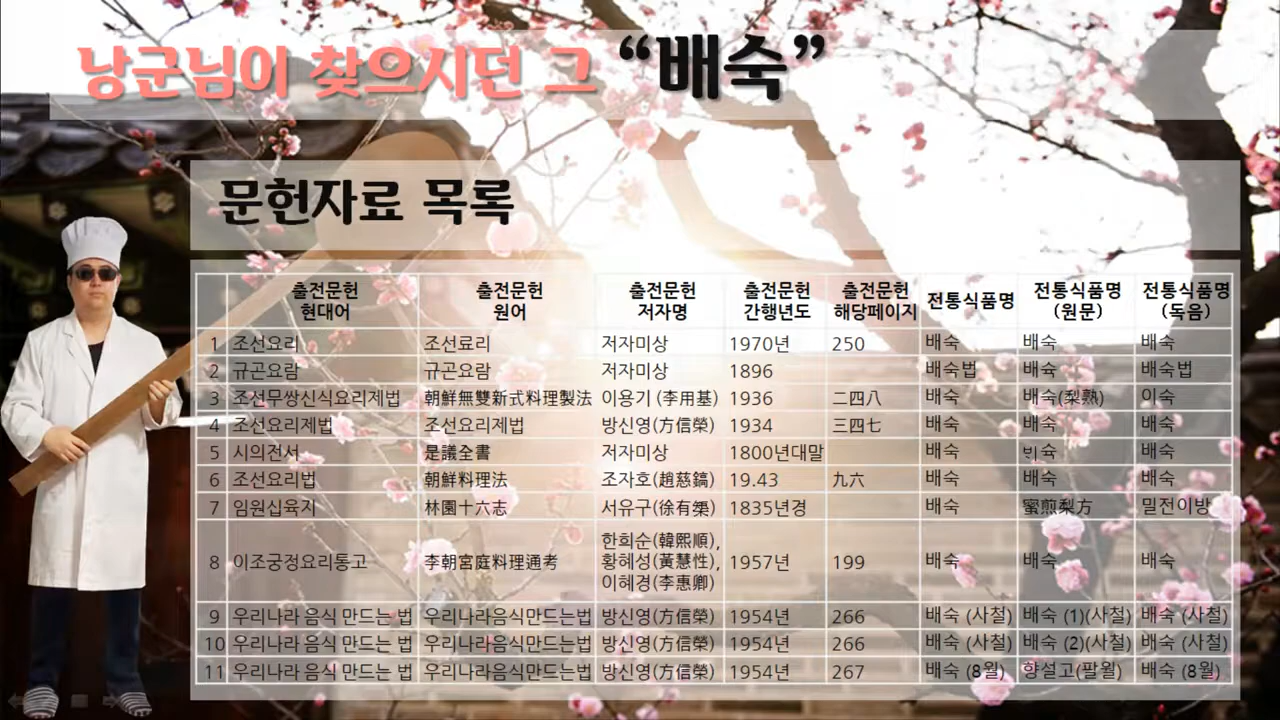 낭군님이 찾으시던 그 “배숙”
문헌자료 목록
출전문헌 현대어 출전문헌 원어 출전문헌 저자명 출전문헌 간행년도 출전문헌 해당페이지 전통식품명 전통식품명 (원문) 전통식품명 (독음)
1 조선요리 조선료리 저자미상 1970년 250 배숙 배숙 배숙
2 규곤요람 규곤요람 저자미상 1896 배숙법 배슉 배숙법
3 조선무쌍신식요리제법 朝鮮無雙新式料理製法 이용기 (李用基) 1936 二四八 배숙 배숙(梨熟) 이숙
4 조선요리제법 조선요리제법 방신영(方信榮) 1934 三四七 배숙 배숙 배숙
5 시의전서 是議全書 저자미상 1800년대말 배숙 슉 배숙
6 조선요리법 朝鮮料理法 조자호(趙慈鎬) 19.43 九六 배숙 배숙 배숙
7 임원십육지 林園十六志 서유구(徐有榘) 1835년경 배숙 蜜煎梨方 밀전이방
8 이조궁정요리통고 李朝宮庭料理通考 한희순(韓熙順), 황혜성(黃慧性), 이혜경(李惠卿) 1957년 199 배숙 배숙 배숙
9 우리나라 음식 만드는 법 우리나라음식만드는법 방신영(方信榮) 1954년 266 배숙 (사철) 배숙 (1)(사철) 배숙 (사철)
10 우리나라 음식 만드는 법 우리나라음식만드는법 방신영(方信榮) 1954년 266 배숙 (사철) 배숙 (2)(사철) 배숙 (사철)
11 우리나라 음식 만드는 법 우리나라음식만드는법 방신영(方信榮) 1954년 267 배숙 (8월) 향설고(팔월) 배숙 (8월)